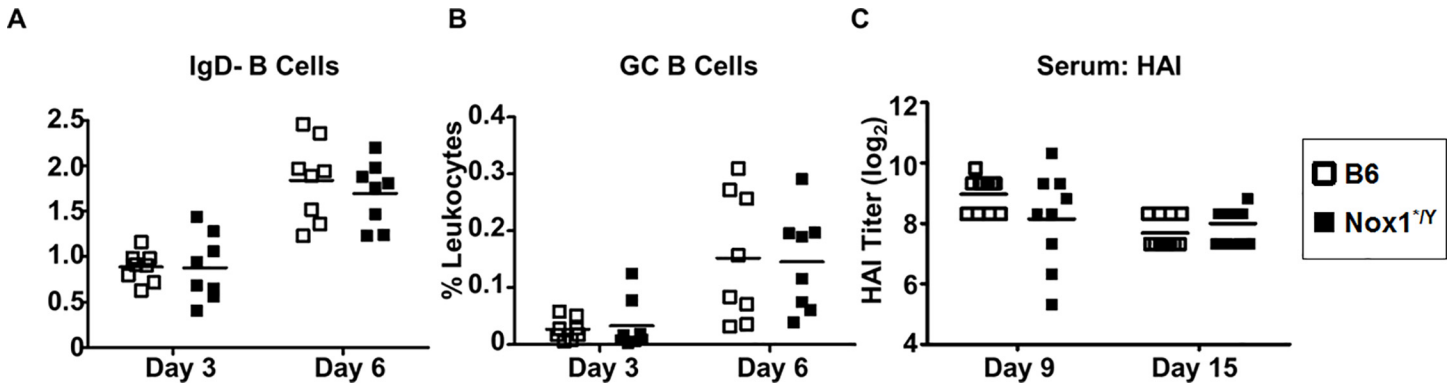 A
B
C
IgD- B Cells
GC B Cells
Serum: HAI
2.5
2.0
1.5
1.0
0.5
0
Day 3
Day 6
% Leukocytes
0.4
0.3
0.2
0.1
0
Day 3
Day 6
HAI Titer (log₂)
12
10
8
6
4
Day 9
Day 15
B6
Nox1*/Y